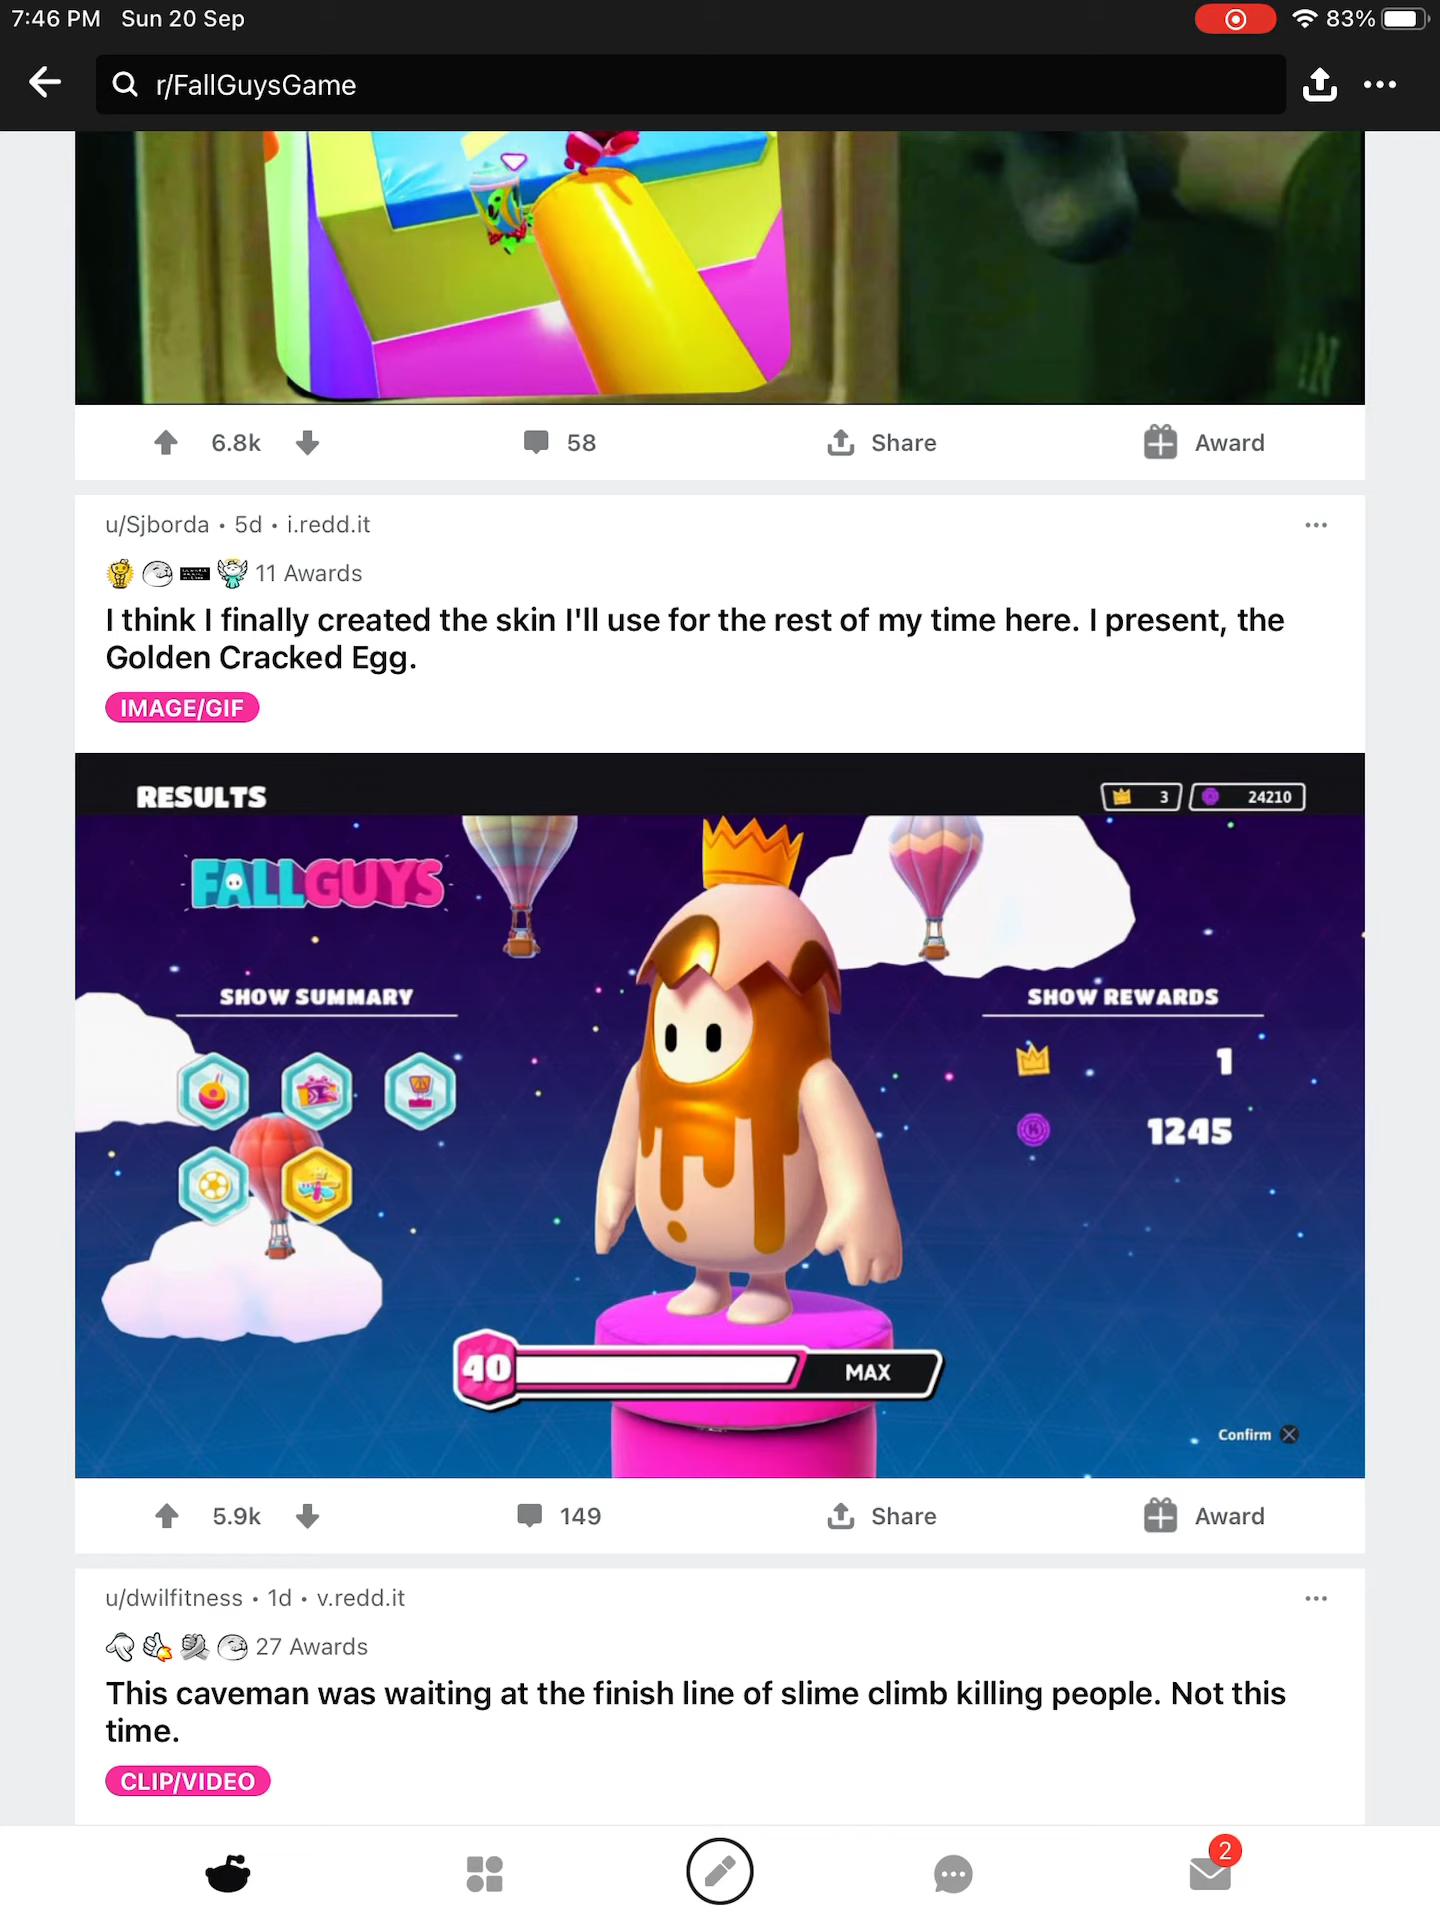 7:46 PM Sun 20 Sep 83%
r/FallGuysGame
6.8k 58 Share Award
u/Sjborda • 5d • i.redd.it
11 Awards
I think I finally created the skin I'll use for the rest of my time here. I present, the
Golden Cracked Egg.
IMAGE/GIF
RESULTS 3 24210
FALL GUYS
SHOW SUMMARY
SHOW REWARDS
1
1245
40 MAX
Confirm
5.9k 149 Share Award
u/dwilfitness • 1d • v.redd.it
27 Awards
This caveman was waiting at the finish line of slime climb killing people. Not this
time.
CLIP/VIDEO
2